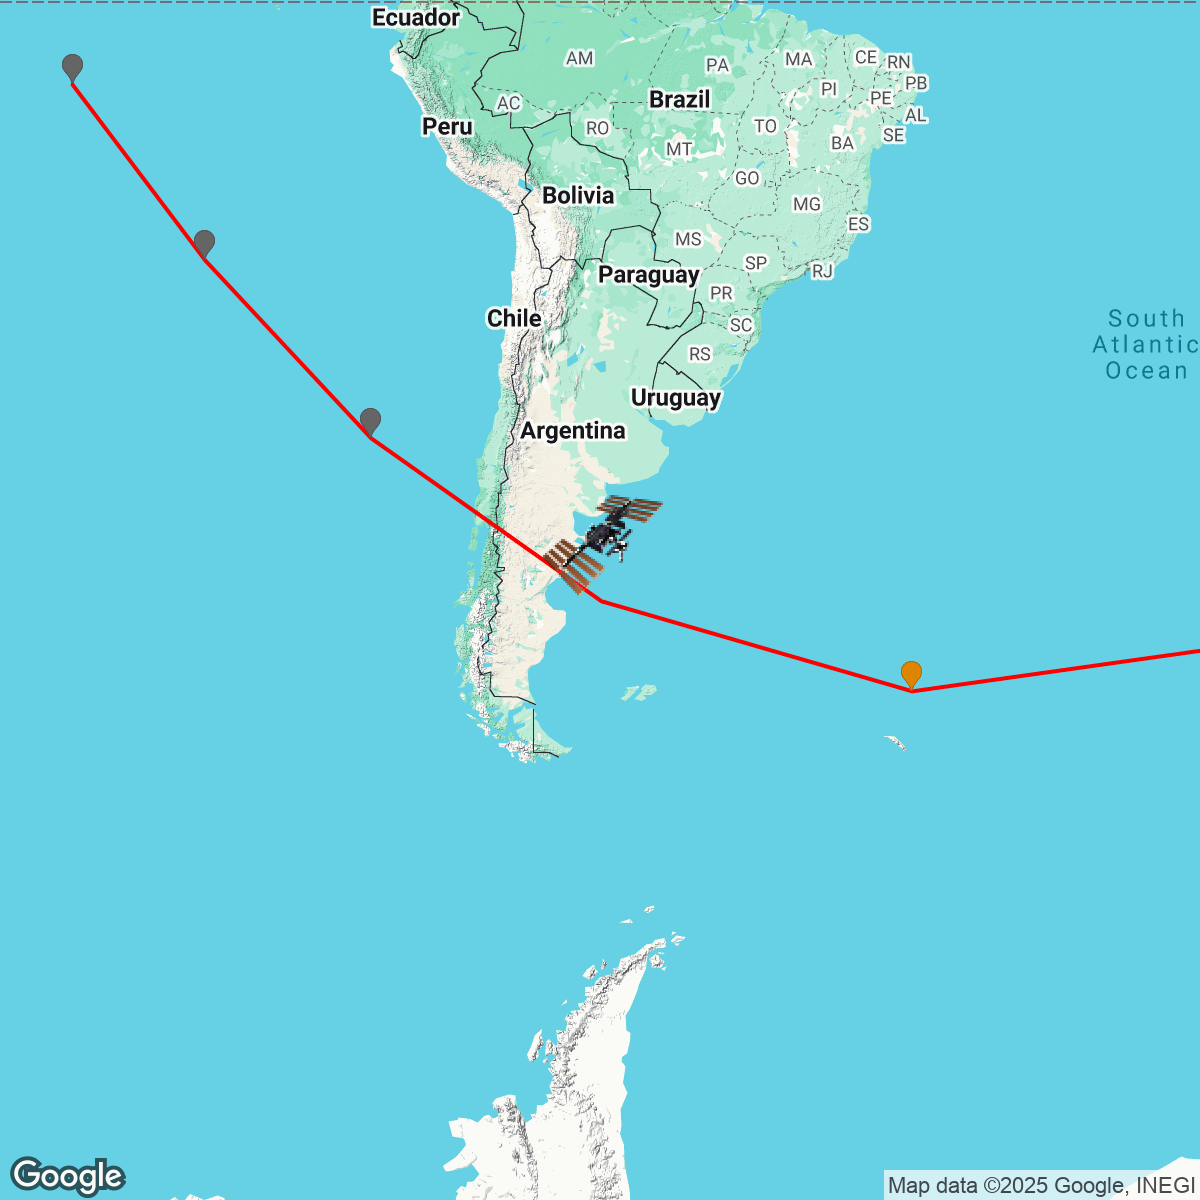 Ecuador
AM
PA
MA
CE
RN
PI
PB
PE
AC
Brazil
AL
Peru
RO
TO
SE
MT
BA
Bolivia
GO
MG
ES
MS
Paraguay
SP
RJ
PR
Chile
SC
South
Atlantic
Ocean
RS
Uruguay
Argentina
Google
Map data ©2025 Google, INEGI